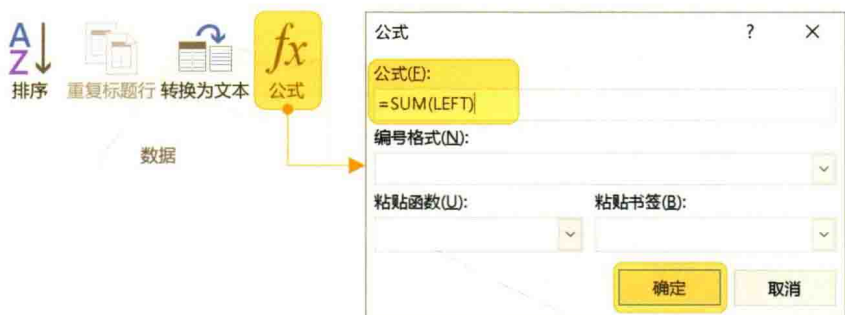 排序
重复标题行
转换为文本
fx
公式
数据
公式
?
×
公式(F):
=SUM(LEFT)
编号格式(N):
粘贴函数(U):
粘贴书签(B):
确定
取消